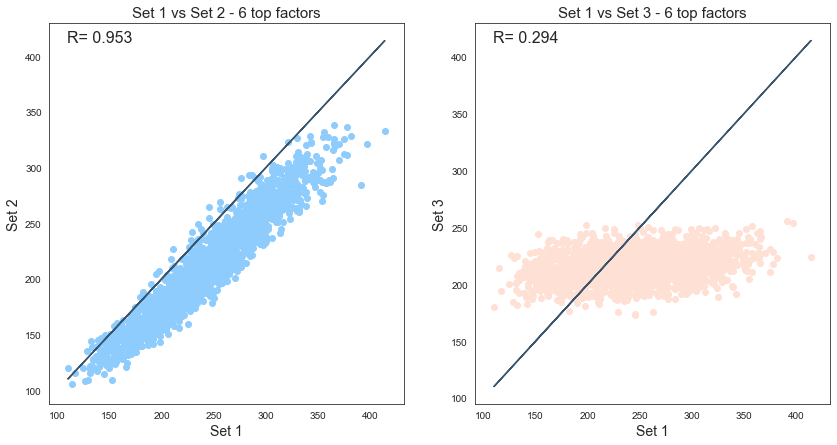 Set 1 vs Set 2 - 6 top factors
R= 0.953
400
350
300
250
200
150
100
Set 2
100 150 200 250 300 350 400
Set 1
Set 1 vs Set 3 - 6 top factors
R= 0.294
400
350
300
250
200
150
100
Set 3
100 150 200 250 300 350 400
Set 1